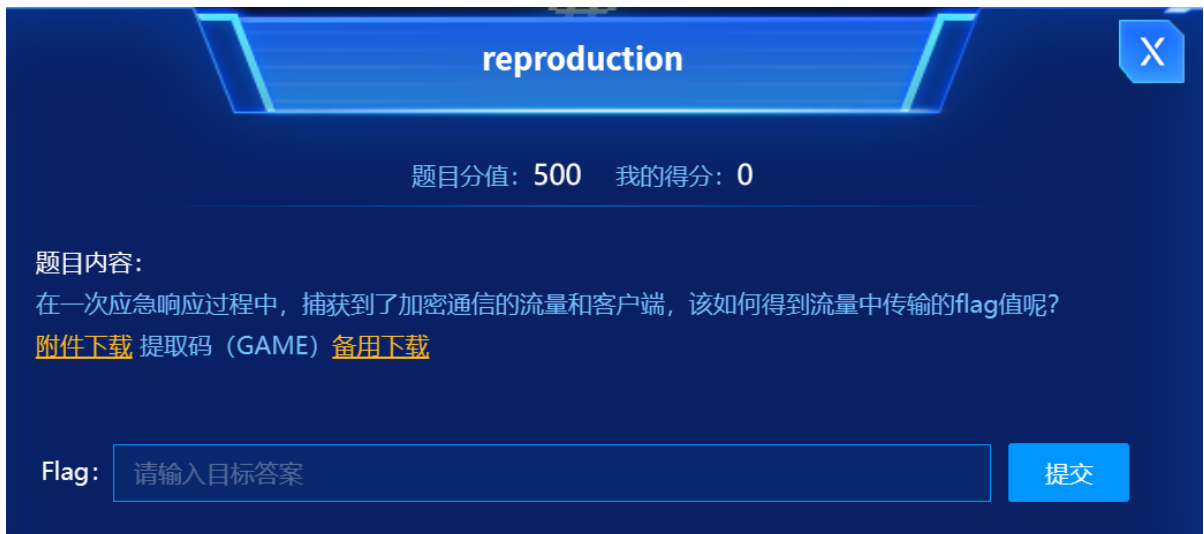 reproduction
X
题目分值：500 我的得分：0
题目内容：
在一次应急响应过程中，捕获到了加密通信的流量和客户端，该如何得到流量中传输的flag值呢?
附件下载 提取码（GAME）备用下载
Flag： 请输入目标答案 提交